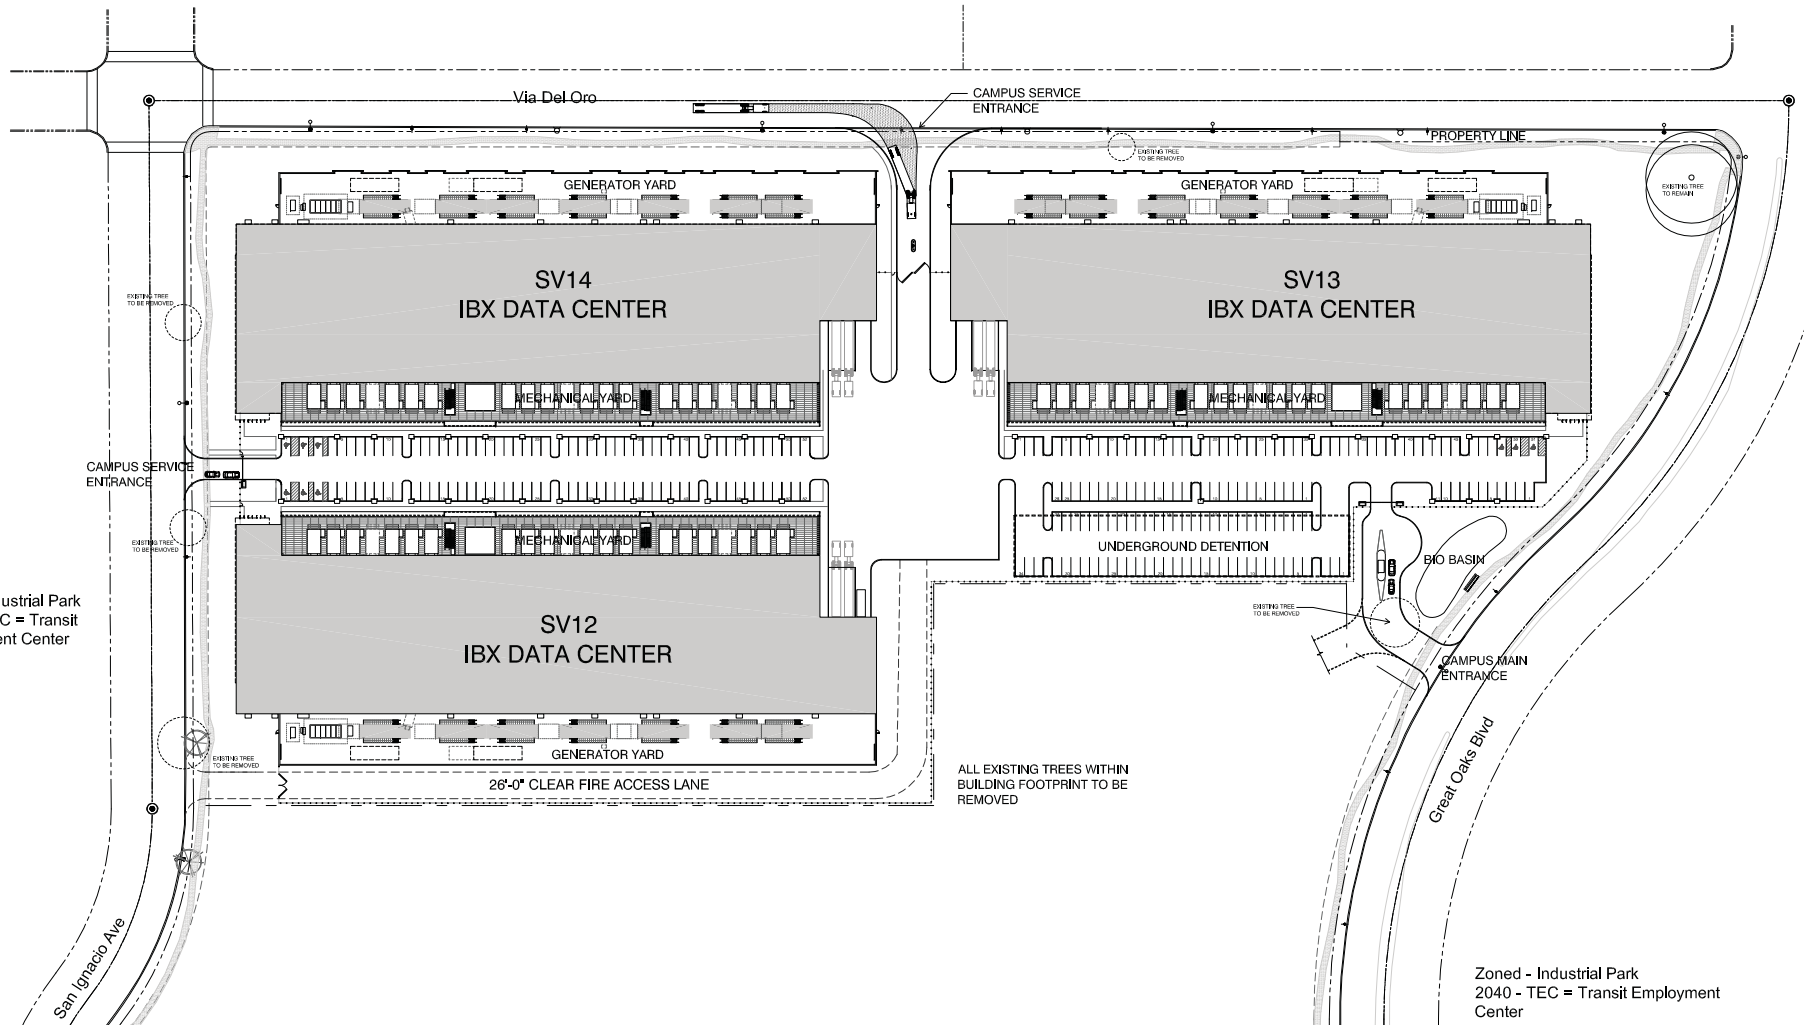 Via Del Oro
CAMPUS SERVICE
ENTRANCE
PROPERTY LINE
EXISTING TREE
TO BE REMOVED
GENERATOR YARD
GENERATOR YARD
EXISTING TREE
TO REMAIN
SV14
IBX DATA CENTER
SV13
IBX DATA CENTER
EXISTING TREE
TO BE REMOVED
MECHANICAL YARD
MECHANICAL YARD
CAMPUS SERVICE
ENTRANCE
MECHANICAL YARD
EXISTING TREE
TO BE REMOVED
UNDERGROUND DETENTION
BIO BASIN
ustrial Park
C = Transit
ent Center
EXISTING TREE
TO BE REMOVED
SV12
IBX DATA CENTER
CAMPUS MAIN
ENTRANCE
GENERATOR YARD
EXISTING TREE
TO BE REMOVED
26'-0" CLEAR FIRE ACCESS LANE
ALL EXISTING TREES WITHIN
BUILDING FOOTPRINT TO BE
REMOVED
Great Oaks Blvd
San Ignacio Ave
Zoned - Industrial Park
2040 - TEC = Transit Employment
Center